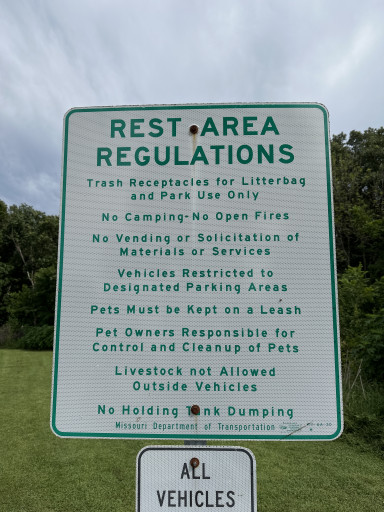 REST AREA
REGULATIONS
Trash Receptacles for Litterbag
and Park Use Only
No Camping-No Open Fires
No Vending or Solicitation of
Materials or Services
Vehicles Restricted to
Designated Parking Areas
Pets Must be Kept on a Leash
Pet Owners Responsible for
Control and Cleanup of Pets
Livestock not Allowed
Outside Vehicles
No Holding Tank Dumping
Missouri Department of Transportation
ALL
VEHICLES